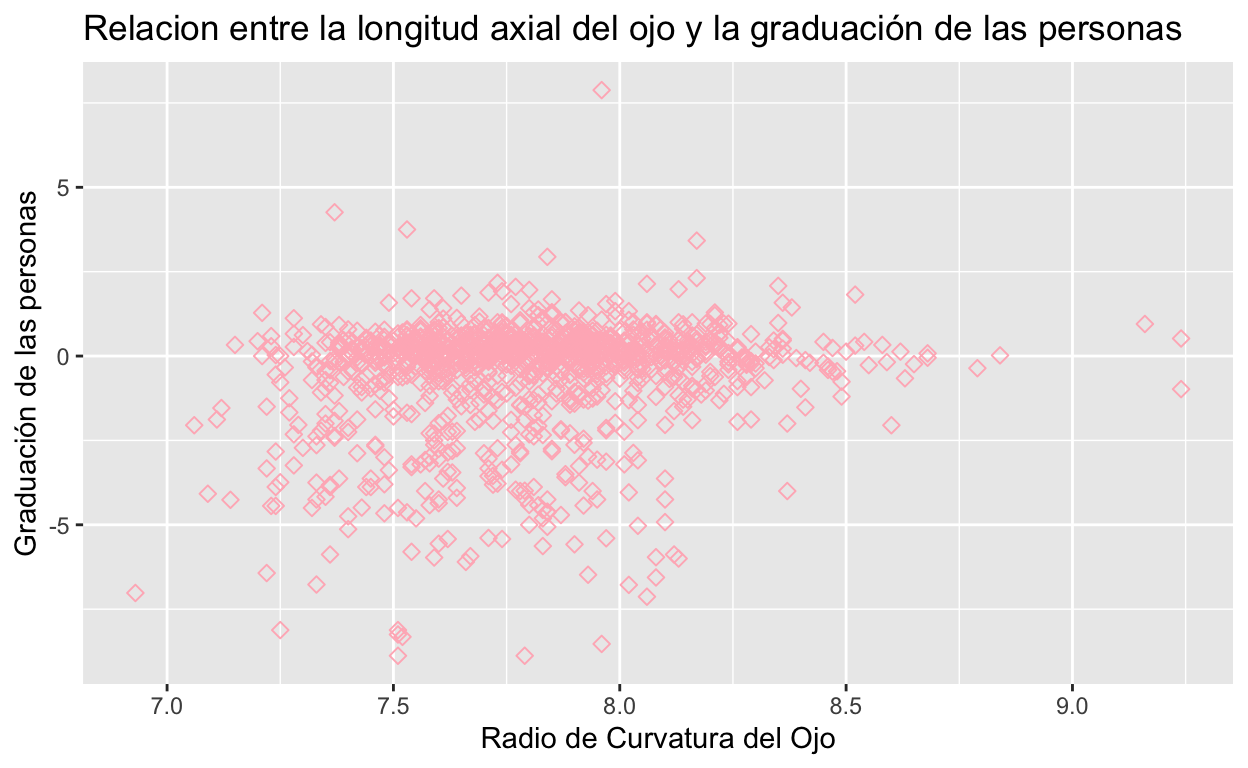 Relacion entre la longitud axial del ojo y la graduación de las personas
Graduación de las personas
5
0
-5
7.0
7.5
8.0
8.5
9.0
Radio de Curvatura del Ojo